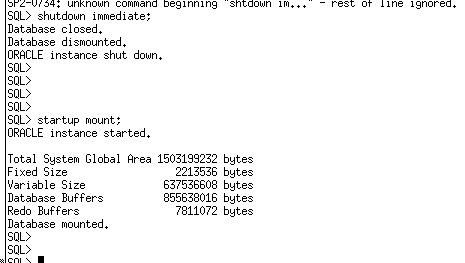 SP2-0734: unknown command beginning "shtdown im..." - rest of line ignored.
SQL> shutdown immediate;
Database closed.
Database dismounted.
ORACLE instance shut down.
SQL>
SQL>
SQL>
SQL>
SQL> startup mount;
ORACLE instance started.

Total System Global Area 1503199232 bytes
Fixed Size 2213536 bytes
Variable Size 637536608 bytes
Database Buffers 855638016 bytes
Redo Buffers 7811072 bytes
Database mounted.
SQL>
SQL>
SQL>